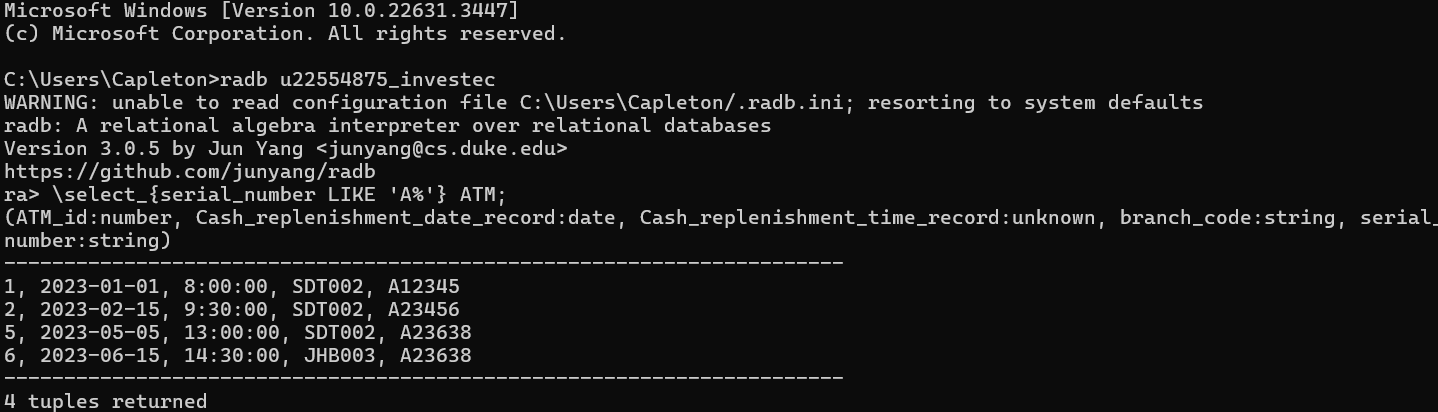 Microsoft Windows [Version 10.0.22631.3447]
(c) Microsoft Corporation. All rights reserved.
C:\Users\Capleton>radb u22554875_investec
WARNING: unable to read configuration file C:\Users\Capleton/.radb.ini; resorting to system defaults
radb: A relational algebra interpreter over relational databases
Version 3.0.5 by Jun Yang <junyang@cs.duke.edu>
https://github.com/junyang/radb
ra> \select_{serial_number LIKE 'A%'} ATM;
(ATM_id:number, Cash_replenishment_date_record:date, Cash_replenishment_time_record:unknown, branch_code:string, serial_
number:string)
----------------------------------------------------------------------
1, 2023-01-01, 8:00:00, SDT002, A12345
2, 2023-02-15, 9:30:00, SDT002, A23456
5, 2023-05-05, 13:00:00, SDT002, A23638
6, 2023-06-15, 14:30:00, JHB003, A23638
----------------------------------------------------------------------
4 tuples returned